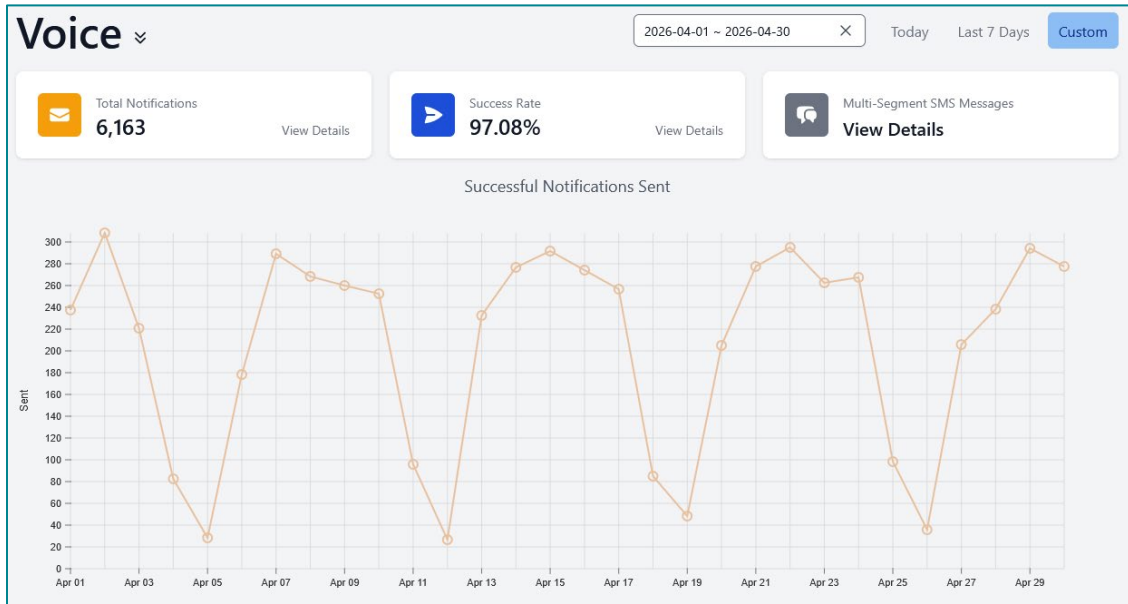 Voice
2026-04-01 ~ 2026-04-30
Today
Last 7 Days
Custom
Total Notifications
6,163
View Details
Success Rate
97.08%
View Details
Multi-Segment SMS Messages
View Details
Successful Notifications Sent
300
280
260
240
220
200
180
160
140
120
100
80
60
40
20
0
Sent
Apr 01
Apr 03
Apr 05
Apr 07
Apr 09
Apr 11
Apr 13
Apr 15
Apr 17
Apr 19
Apr 21
Apr 23
Apr 25
Apr 27
Apr 29